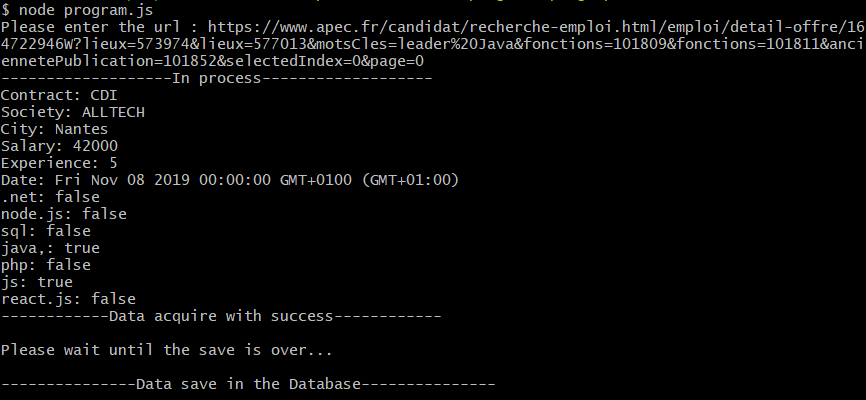 $ node program.js
Please enter the url : https://www.apec.fr/candidat/recherche-emploi.html/emploi/detail-offre/16
4722946W?lieux=573974&lieux=577013&motsCles=leader%20Java&fonctions=101809&fonctions=101811&anci
ennetePublication=101852&selectedIndex=0&page=0
-------------------In process-------------------
Contract: CDI
Society: ALLTECH
City: Nantes
Salary: 42000
Experience: 5
Date: Fri Nov 08 2019 00:00:00 GMT+0100 (GMT+01:00)
.net: false
node.js: false
sql: false
java,: true
php: false
js: true
react.js: false
------------Data acquire with success------------
Please wait until the save is over...
---------------Data save in the Database---------------